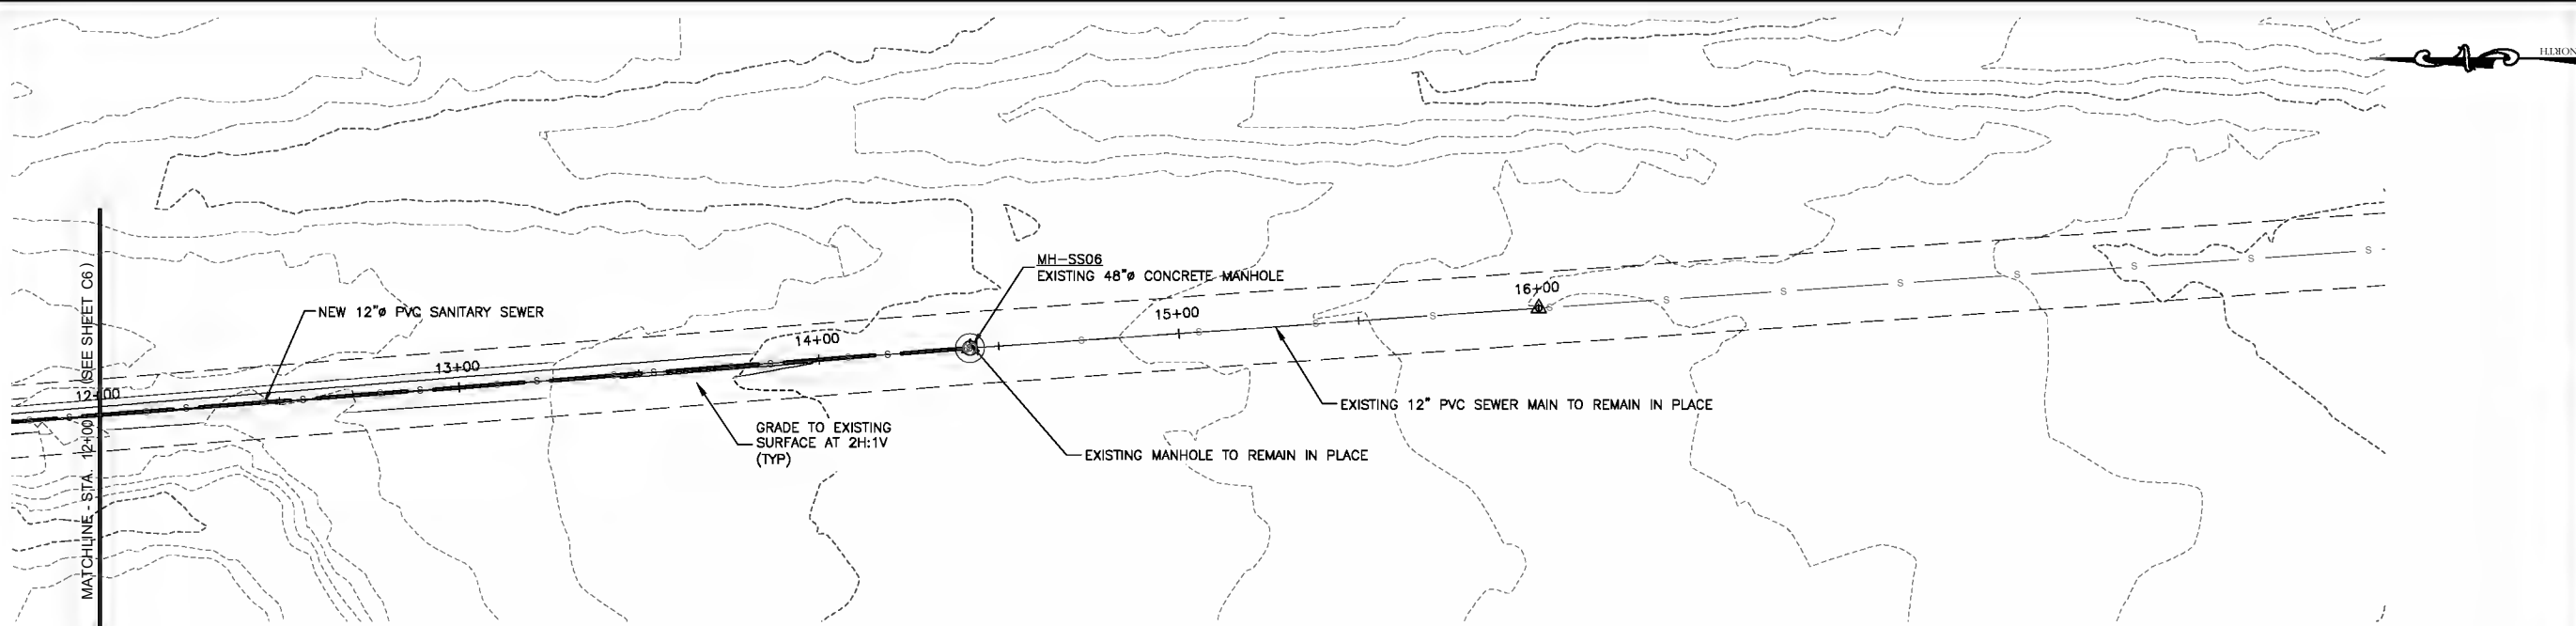 NORTH
MH-SS06
EXISTING 48"ø CONCRETE MANHOLE
16+00
NEW 12"ø PVC SANITARY SEWER
15+00
14+00
13+00
12+00
EXISTING 12" PVC SEWER MAIN TO REMAIN IN PLACE
GRADE TO EXISTING
SURFACE AT 2H:1V
(TYP)
EXISTING MANHOLE TO REMAIN IN PLACE
MATCHLINE - STA. 12+00 (SEE SHEET C6 )
S S S S S S S S S S S S S S S S S S S S S S S S